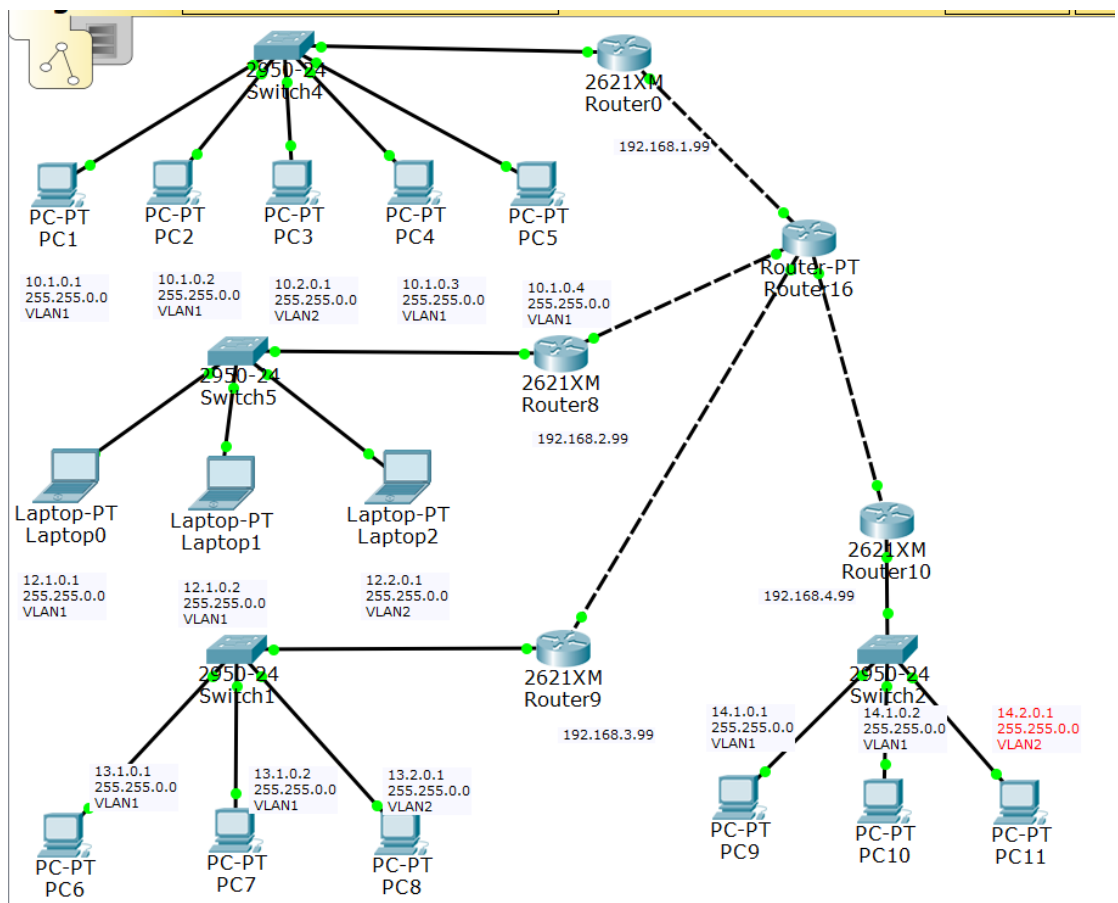 2950-24
Switch4
2621XM
Router0
192.168.1.99
PC-PT
PC1
PC-PT
PC2
PC-PT
PC3
PC-PT
PC4
PC-PT
PC5
Router-PT
Router16
10.1.0.1
255.255.0.0
VLAN1
10.1.0.2
255.255.0.0
VLAN1
10.2.0.1
255.255.0.0
VLAN2
10.1.0.3
255.255.0.0
VLAN1
10.1.0.4
255.255.0.0
VLAN1
2950-24
Switch5
2621XM
Router8
192.168.2.99
Laptop-PT
Laptop0
Laptop-PT
Laptop1
Laptop-PT
Laptop2
2621XM
Router10
192.168.4.99
12.1.0.1
255.255.0.0
VLAN1
12.1.0.2
255.255.0.0
VLAN1
12.2.0.1
255.255.0.0
VLAN2
2950-24
Switch1
2621XM
Router9
192.168.3.99
2950-24
Switch2
14.1.0.1
255.255.0.0
VLAN1
14.1.0.2
255.255.0.0
VLAN1
14.2.0.1
255.255.0.0
VLAN2
13.1.0.1
255.255.0.0
VLAN1
13.1.0.2
255.255.0.0
VLAN1
13.2.0.1
255.255.0.0
VLAN2
PC-PT
PC6
PC-PT
PC7
PC-PT
PC8
PC-PT
PC9
PC-PT
PC10
PC-PT
PC11